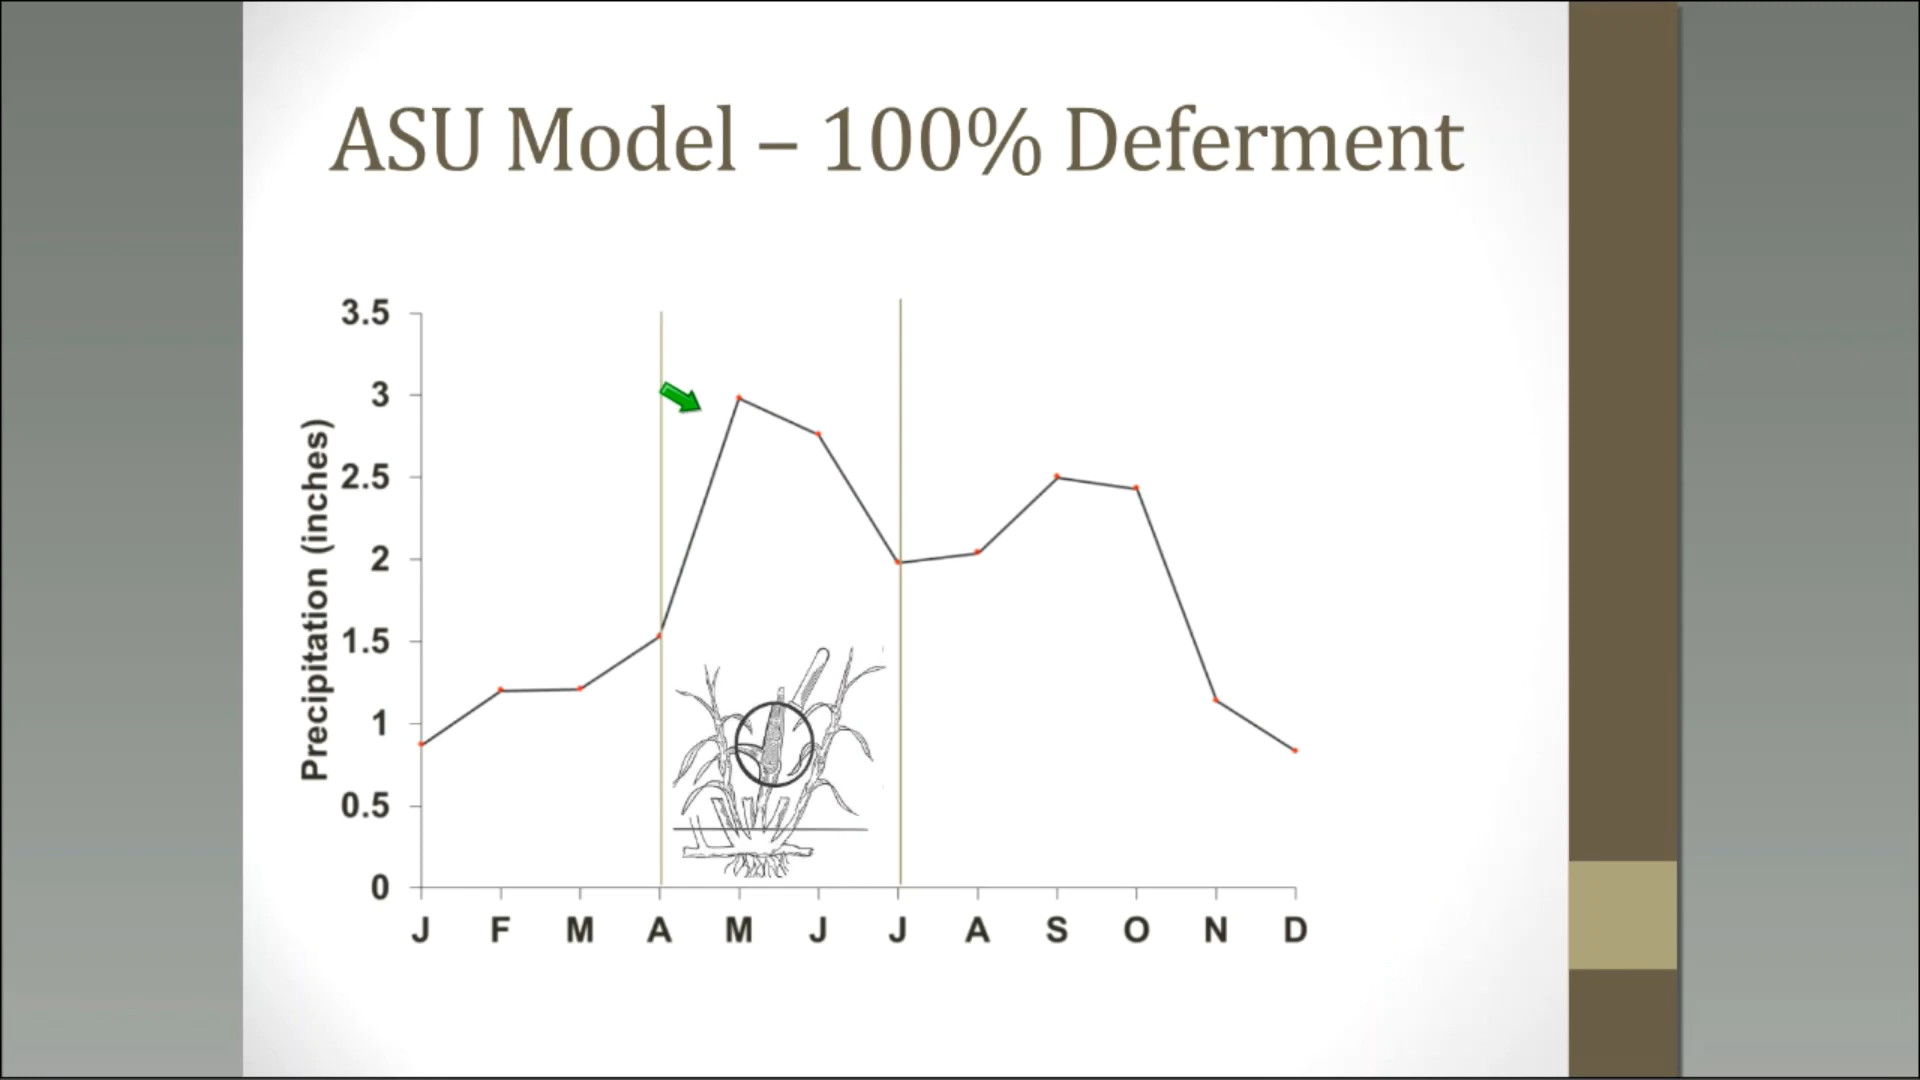 ASU Model – 100% Deferment
Precipitation (inches)
3.5
3
2.5
2
1.5
1
0.5
0
J F M A M J J A S O N D